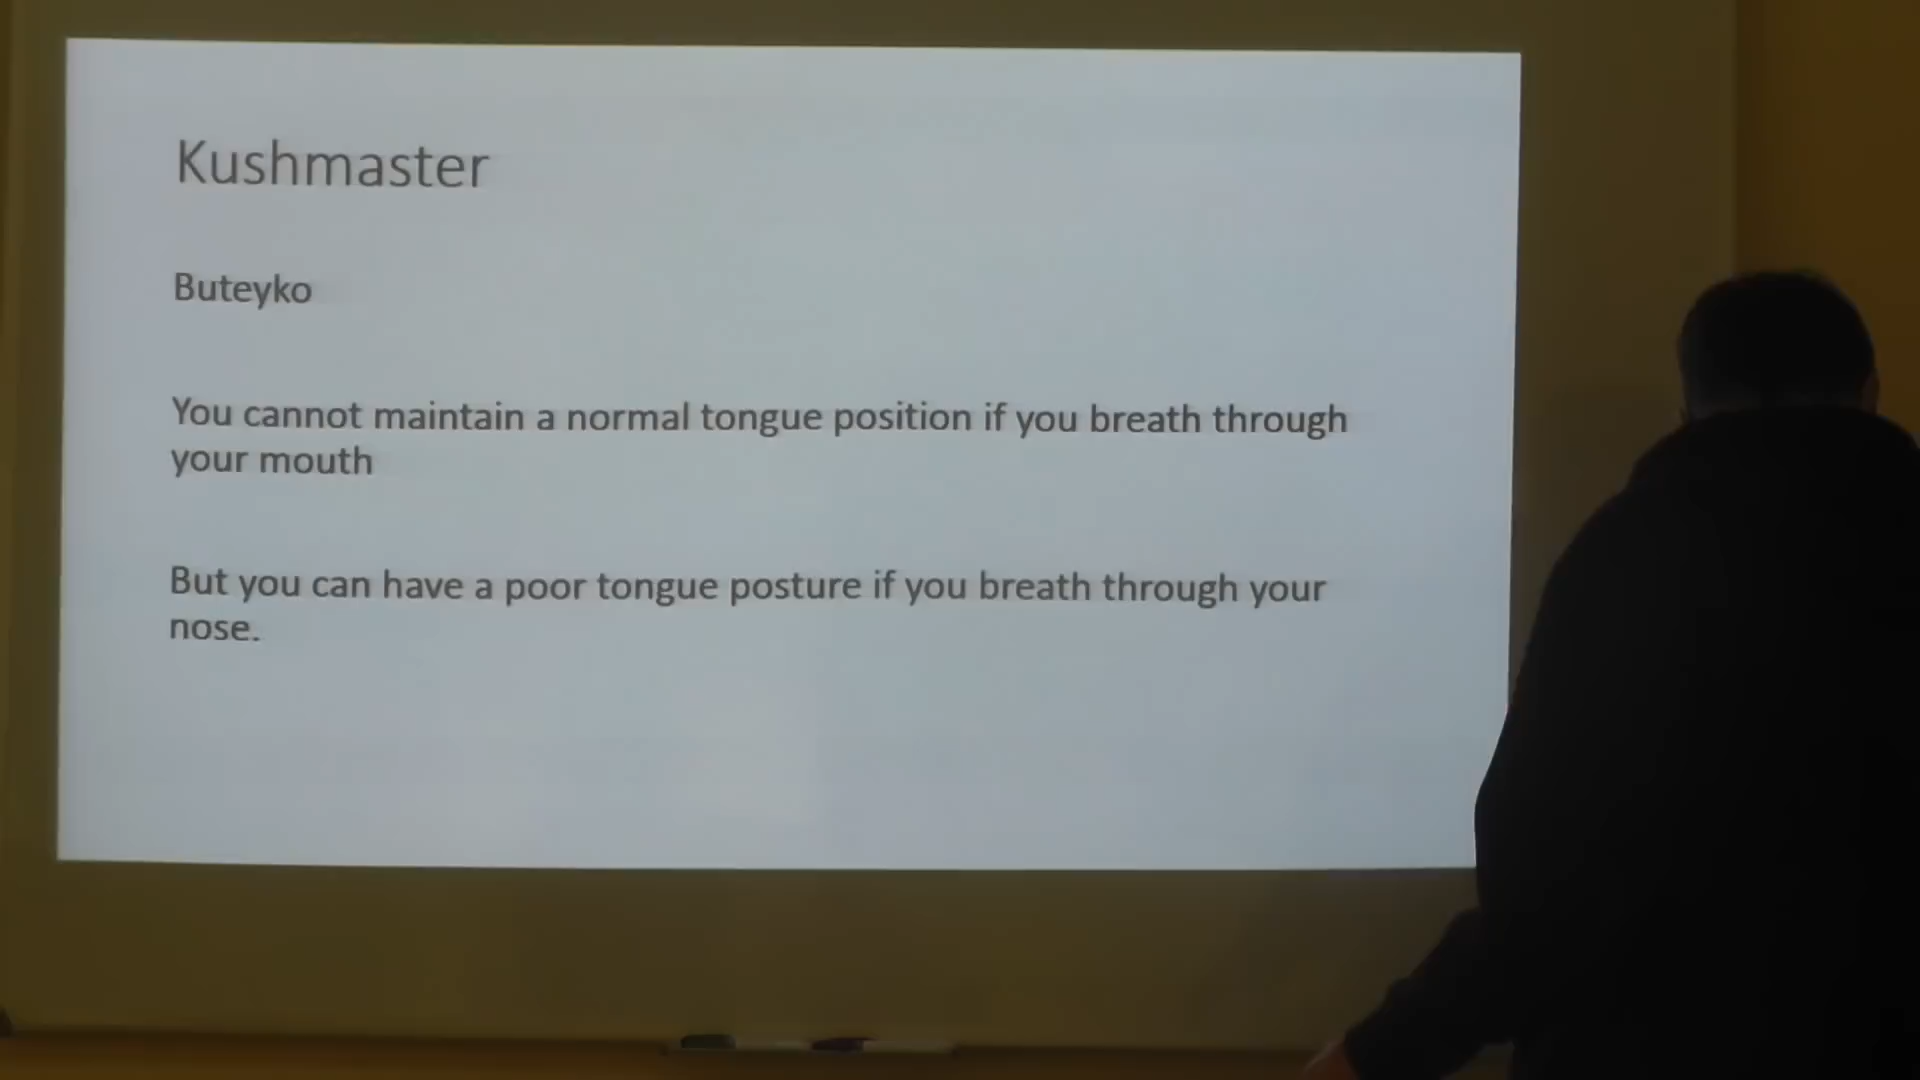 Kushmaster
Buteyko
You cannot maintain a normal tongue position if you breath through
your mouth
But you can have a poor tongue posture if you breath through your
nose.